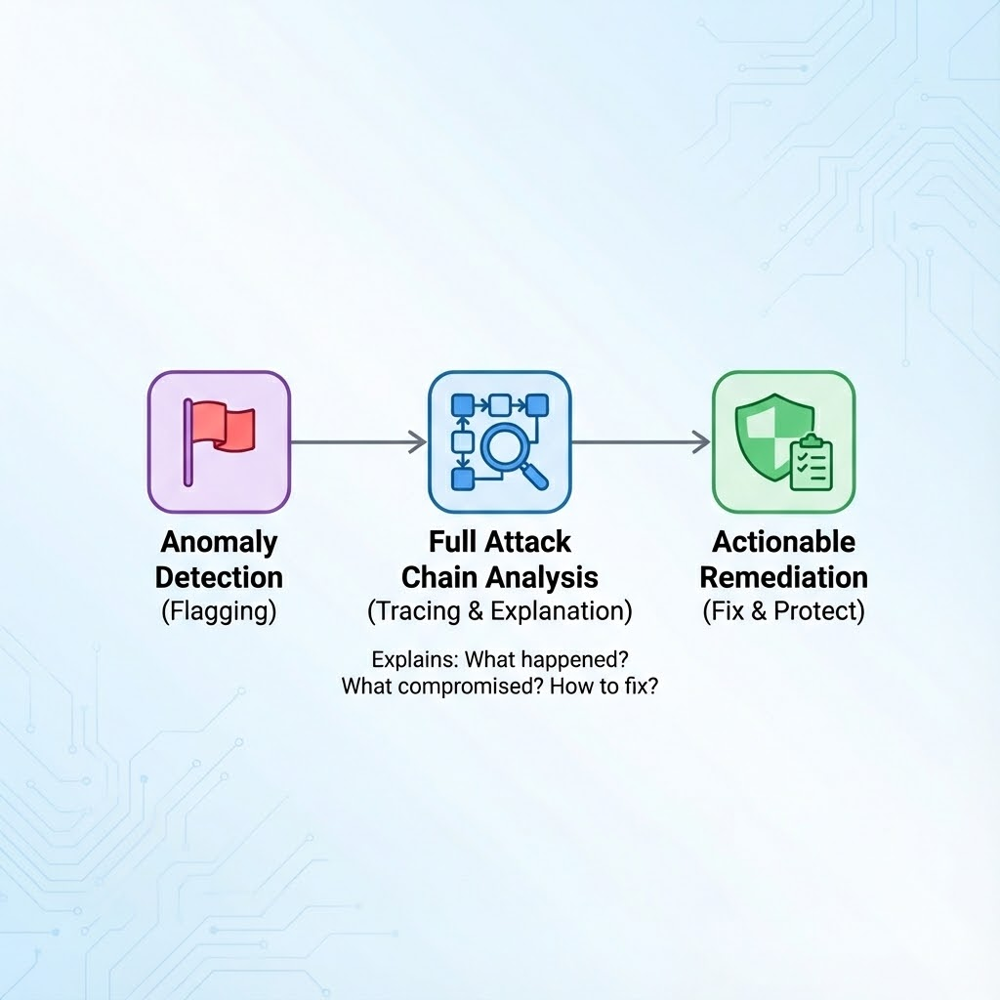 Anomaly
Detection
(Flagging)
Full Attack
Chain Analysis
(Tracing & Explanation)
Explains: What happened?
What compromised? How to fix?
Actionable
Remediation
(Fix & Protect)